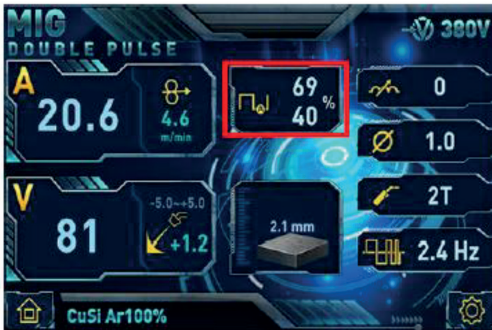 MIG
DOUBLE PULSE
380V
A
20.6
4.6
m/min
69
40
%
0
1.0
V
81
-5.0~+5.0
+1.2
2.1 mm
2T
2.4 Hz
CuSi Ar100%